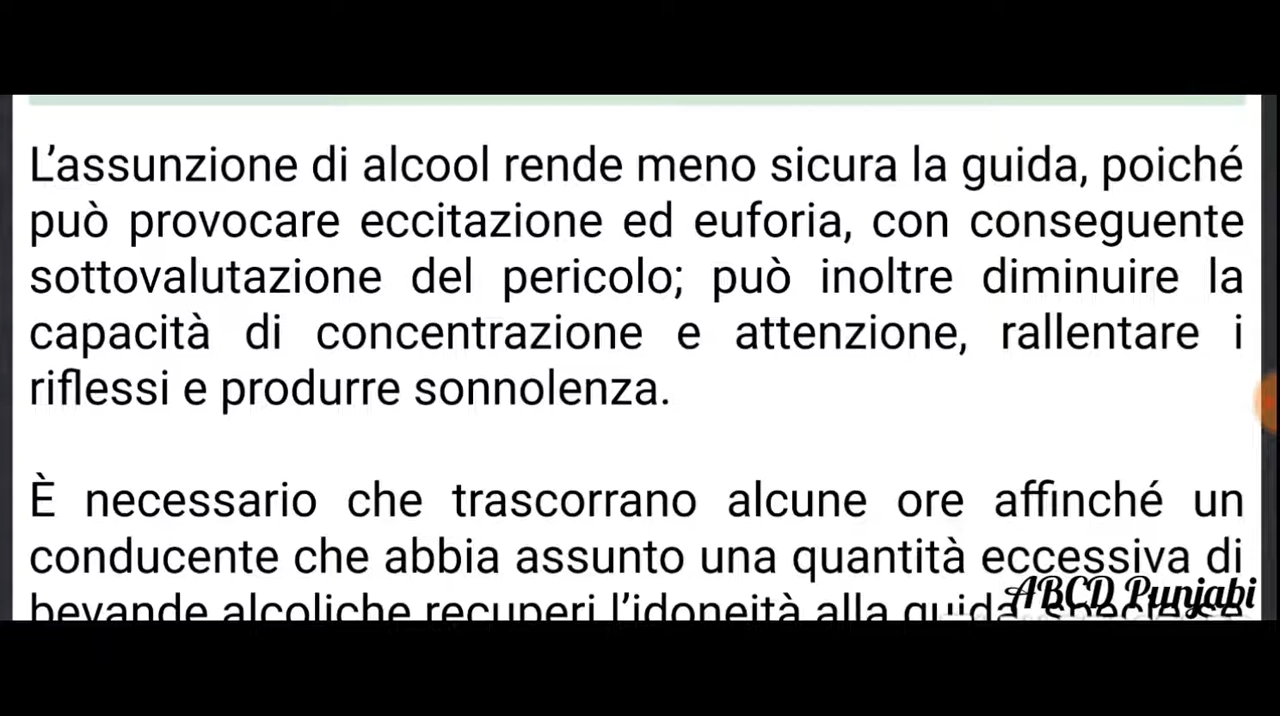 L'assunzione di alcool rende meno sicura la guida, poiché
può provocare eccitazione ed euforia, con conseguente
sottovalutazione del pericolo; può inoltre diminuire la
capacità di concentrazione e attenzione, rallentare i
riflessi e produrre sonnolenza.
È necessario che trascorrano alcune ore affinché un
conducente che abbia assunto una quantità eccessiva di
bevande alcoliche recuperi l'idoneità alla guida
ABCD Punjabi